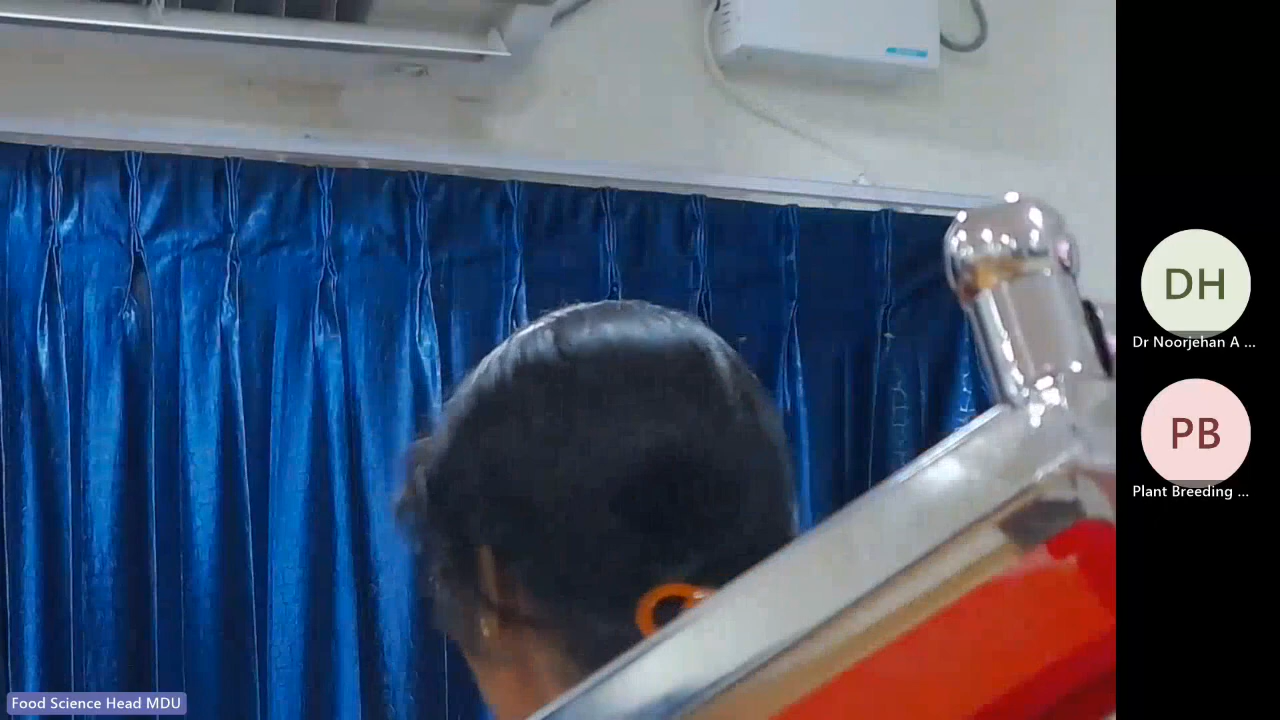 DH
Dr Noorjehan A ...
PB
Plant Breeding ...
Food Science Head MDU